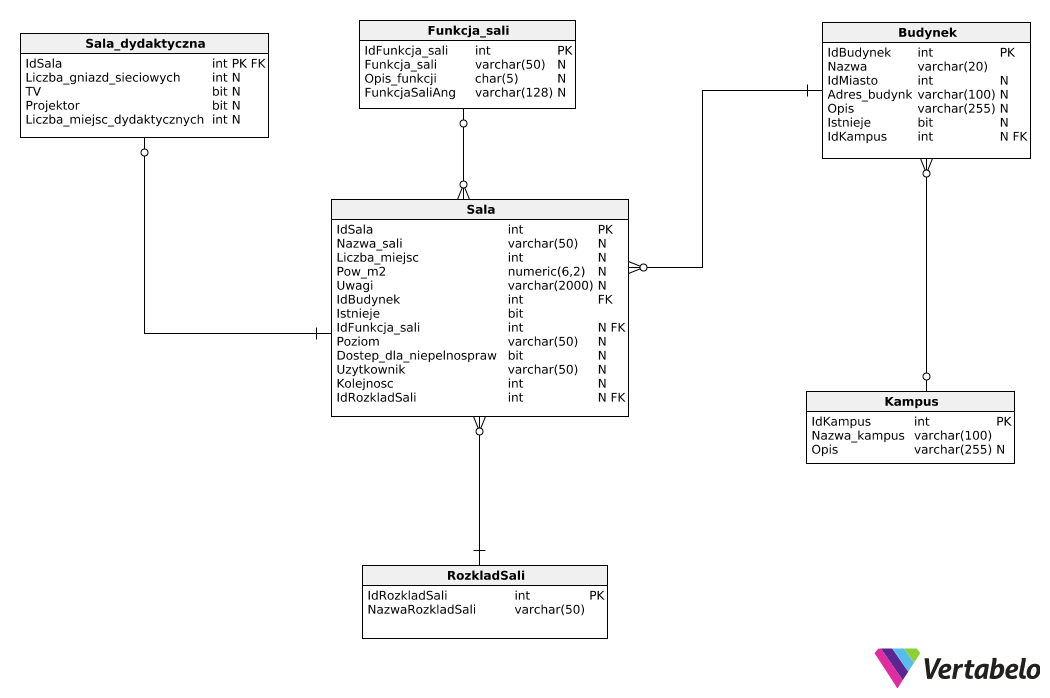 Sala_dydaktyczna
IdSala int PK FK
Liczba_gniazd_sieciowych int N
TV bit N
Projektor bit N
Liczba_miejsc_dydaktycznych int N
Funkcja_sali
IdFunkcja_sali int PK
Funkcja_sali varchar(50) N
Opis_funkcji char(5) N
FunkcjaSaliAng varchar(128) N
Budynek
IdBudynek int PK
Nazwa varchar(20)
IdMiasto int N
Adres_budynk varchar(100) N
Opis varchar(255) N
Istnieje bit N
IdKampus int N FK
Sala
IdSala int PK
Nazwa_sali varchar(50) N
Liczba_miejsc int N
Pow_m2 numeric(6,2) N
Uwagi varchar(2000) N
IdBudynek int FK
Istnieje bit
IdFunkcja_sali int N FK
Poziom varchar(50) N
Dostep_dla_niepelnospraw bit N
Uzytkownik varchar(50) N
Kolejnosc int N
IdRozkladSali int N FK
Kampus
IdKampus int PK
Nazwa_kampus varchar(100)
Opis varchar(255) N
RozkladSali
IdRozkladSali int PK
NazwaRozkladSali varchar(50)
Vertabelo